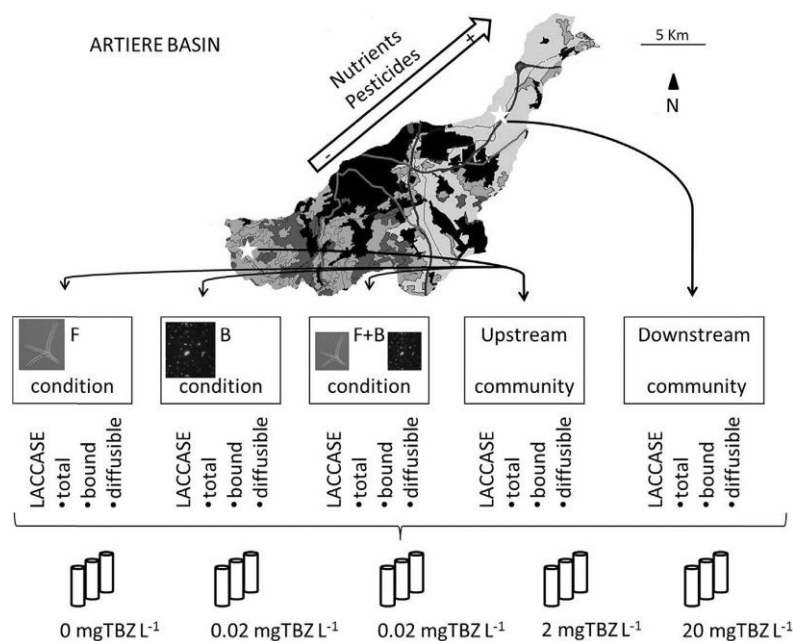 ARTIERE BASIN
Nutrients
Pesticides
+
-
5 Km
N
F
condition
B
condition
F+B
condition
Upstream
community
Downstream
community
LACCASE
•total
•bound
•diffusible
LACCASE
•total
•bound
•diffusible
LACCASE
•total
•bound
•diffusible
LACCASE
•total
•bound
•diffusible
LACCASE
•total
•bound
•diffusible
0 mgTBZ L⁻¹
0.02 mgTBZ L⁻¹
0.02 mgTBZ L⁻¹
2 mgTBZ L⁻¹
20 mgTBZ L⁻¹